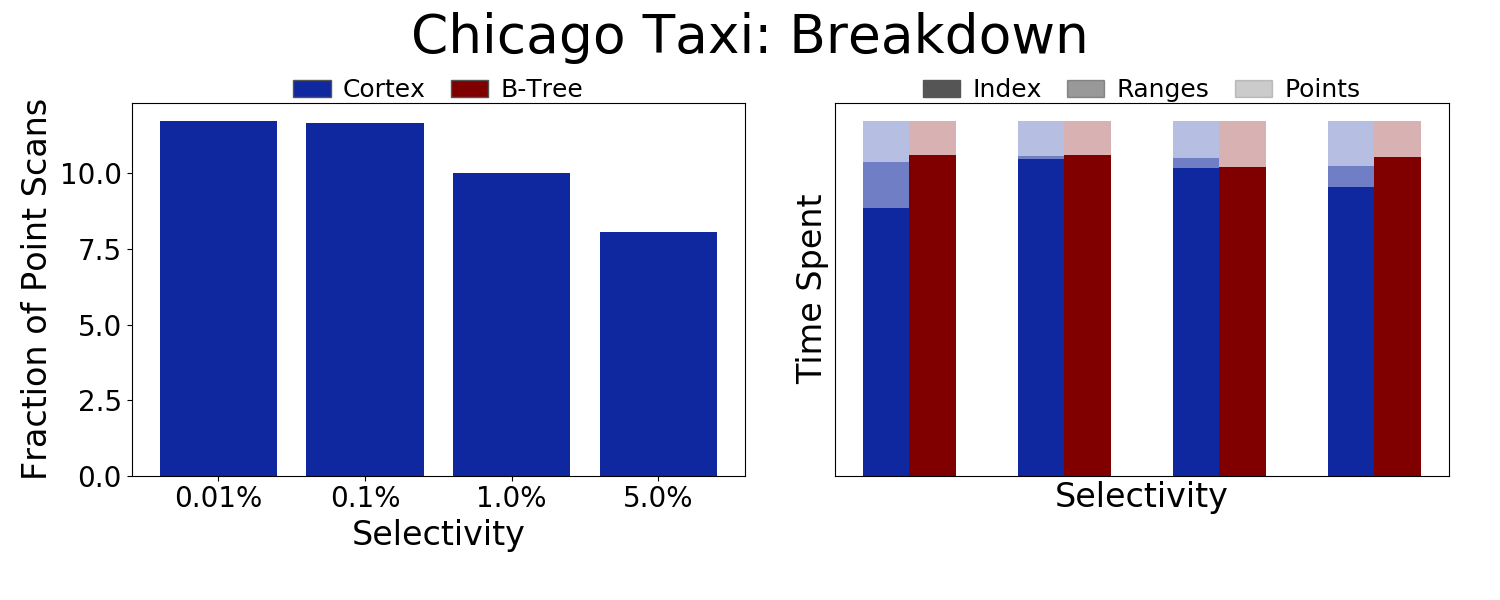 Chicago Taxi: Breakdown
Cortex B-Tree
Fraction of Point Scans
10.0
7.5
5.0
2.5
0.0
0.01% 0.1% 1.0% 5.0%
Selectivity
Index Ranges Points
Time Spent
Selectivity